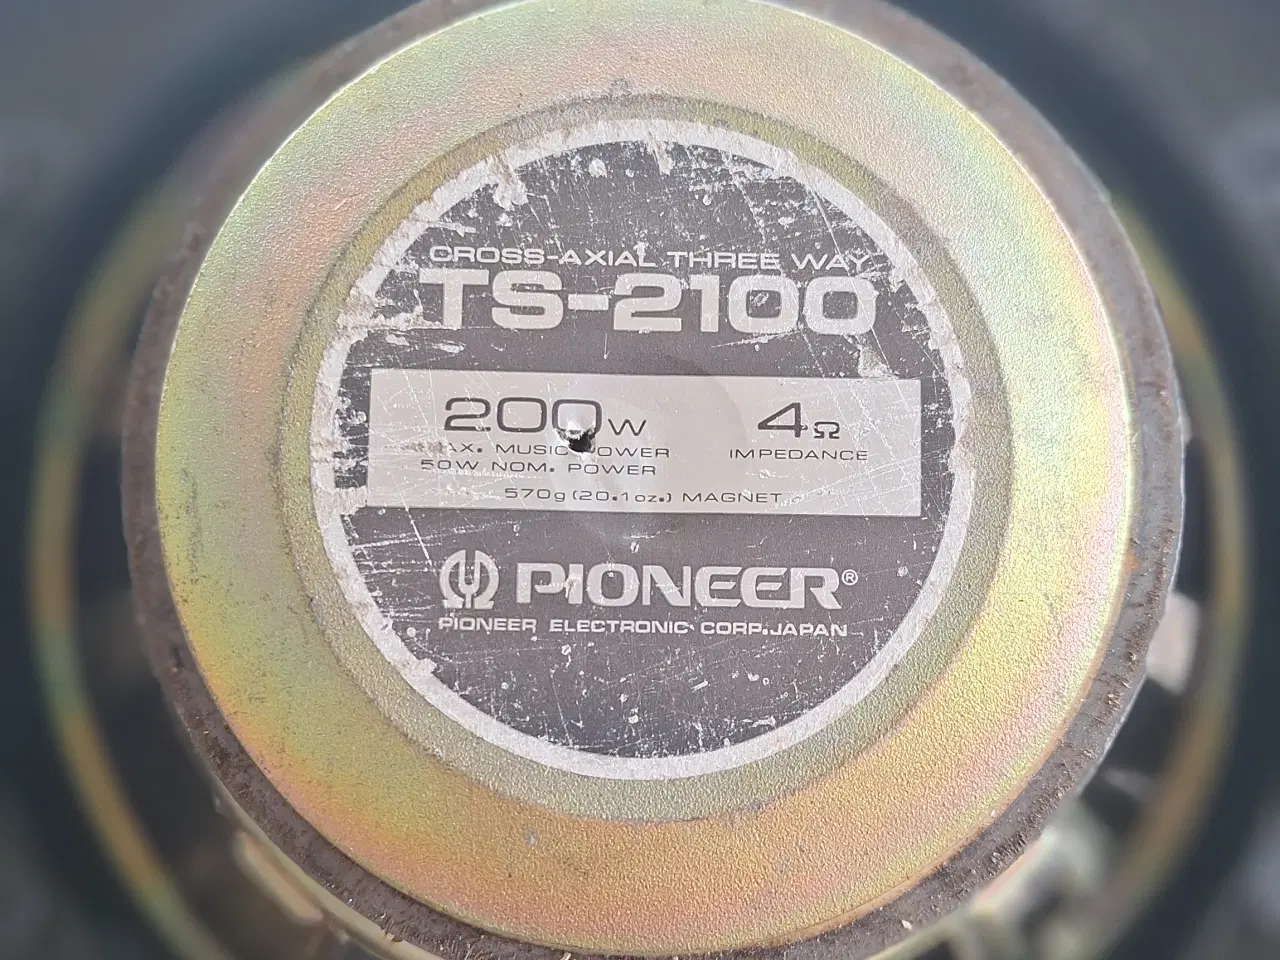 CROSS-AXIAL THREE WAY
TS-2100
200W
MAX. MUSIC POWER
50W NOM. POWER
4Ω
IMPEDANCE
570g (20.1oz.) MAGNET
PIONEER®
PIONEER ELECTRONIC CORP. JAPAN